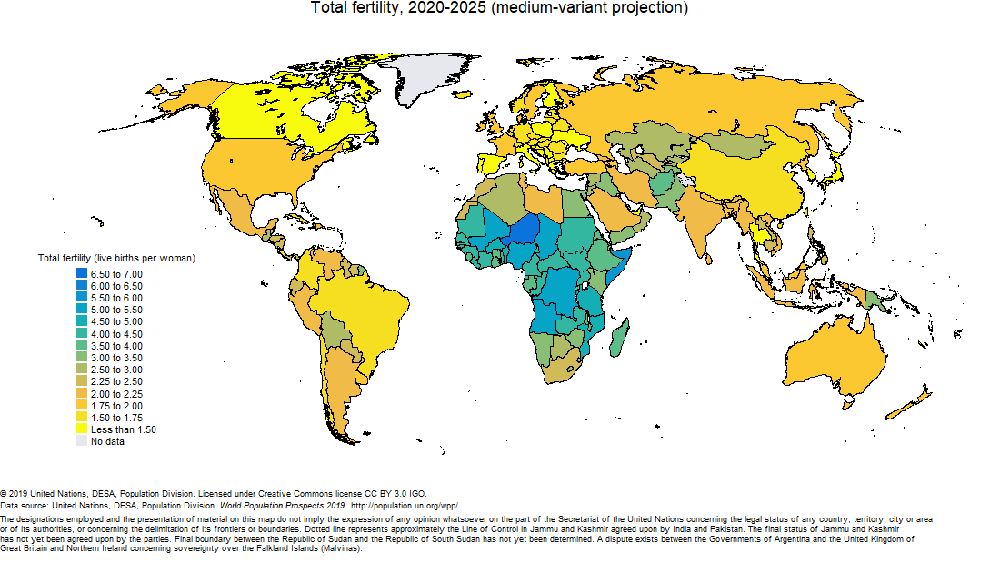 Total fertility, 2020-2025 (medium-variant projection)
Total fertility (live births per woman)
6.50 to 7.00
6.00 to 6.50
5.50 to 6.00
5.00 to 5.50
4.50 to 5.00
4.00 to 4.50
3.50 to 4.00
3.00 to 3.50
2.50 to 3.00
2.25 to 2.50
2.00 to 2.25
1.75 to 2.00
1.50 to 1.75
Less than 1.50
No data
© 2019 United Nations, DESA, Population Division. Licensed under Creative Commons license CC BY 3.0 IGO.
Data source: United Nations, DESA, Population Division. World Population Prospects 2019. http://population.un.org/wpp/
The designations employed and the presentation of material on this map do not imply the expression of any opinion whatsoever on the part of the Secretariat of the United Nations concerning the legal status of any country, territory, city or area
or of its authorities, or concerning the delimitation of its frontiers or boundaries. Dotted line represents approximately the Line of Control in Jammu and Kashmir agreed upon by India and Pakistan. The final status of Jammu and Kashmir
has not yet been agreed upon by the parties. Final boundary between the Republic of Sudan and the Republic of South Sudan has not yet been determined. A dispute exists between the Governments of Argentina and the United Kingdom of
Great Britain and Northern Ireland concerning sovereignty over the Falkland Islands (Malvinas).